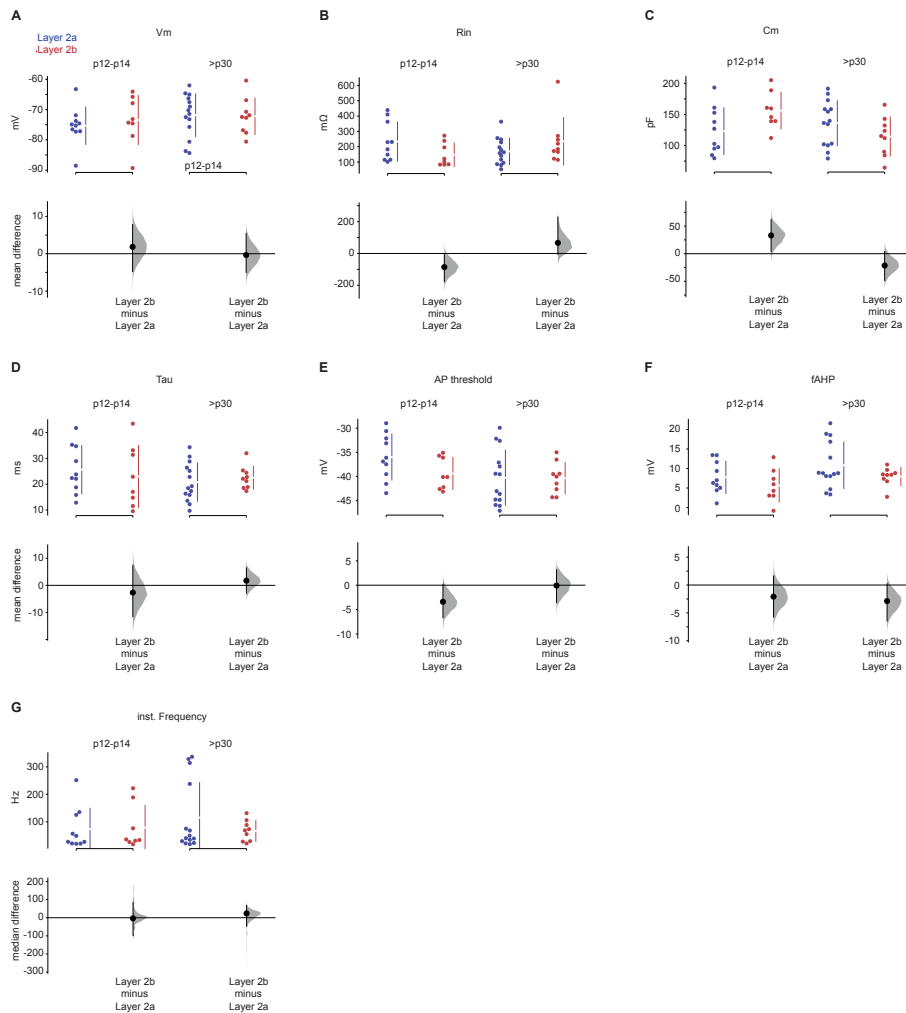 A
Vm
Layer 2a
Layer 2b
p12-p14
>p30
mV
-60
-70
-80
-90
p12-p14
mean difference
10
0
-10
Layer 2b
minus
Layer 2a
Layer 2b
minus
Layer 2a
B
Rin
p12-p14
>p30
mΩ
600
500
400
300
200
100
200
0
-200
Layer 2b
minus
Layer 2a
Layer 2b
minus
Layer 2a
C
Cm
p12-p14
>p30
pF
200
150
100
50
0
-50
Layer 2b
minus
Layer 2a
Layer 2b
minus
Layer 2a
D
Tau
p12-p14
>p30
ms
40
30
20
10
mean difference
10
0
-10
Layer 2b
minus
Layer 2a
Layer 2b
minus
Layer 2a
E
AP threshold
p12-p14
>p30
mV
-30
-35
-40
-45
5
0
-5
-10
Layer 2b
minus
Layer 2a
Layer 2b
minus
Layer 2a
F
fAHP
p12-p14
>p30
mV
20
15
10
5
0
5
0
-5
-10
Layer 2b
minus
Layer 2a
Layer 2b
minus
Layer 2a
G
inst. Frequency
p12-p14
>p30
Hz
300
200
100
median difference
200
100
0
-100
-200
-300
Layer 2b
minus
Layer 2a
Layer 2b
minus
Layer 2a